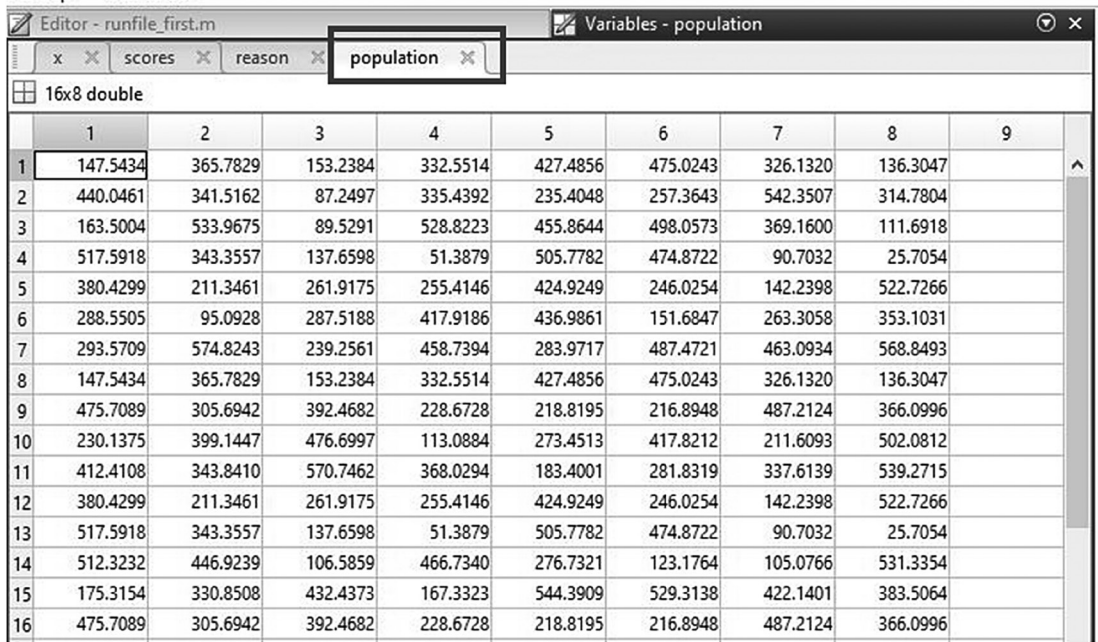 Editor - runfile_first.m Variables - population
x scores reason population
16x8 double
1 2 3 4 5 6 7 8 9
1 147.5434 365.7829 153.2384 332.5514 427.4856 475.0243 326.1320 136.3047
2 440.0461 341.5162 87.2497 335.4392 235.4048 257.3643 542.3507 314.7804
3 163.5004 533.9675 89.5291 528.8223 455.8644 498.0573 369.1600 111.6918
4 517.5918 343.3557 137.6598 51.3879 505.7782 474.8722 90.7032 25.7054
5 380.4299 211.3461 261.9175 255.4146 424.9249 246.0254 142.2398 522.7266
6 288.5505 95.0928 287.5188 417.9186 436.9861 151.6847 263.3058 353.1031
7 293.5709 574.8243 239.2561 458.7394 283.9717 487.4721 463.0934 568.8493
8 147.5434 365.7829 153.2384 332.5514 427.4856 475.0243 326.1320 136.3047
9 475.7089 305.6942 392.4682 228.6728 218.8195 216.8948 487.2124 366.0996
10 230.1375 399.1447 476.6997 113.0884 273.4513 417.8212 211.6093 502.0812
11 412.4108 343.8410 570.7462 368.0294 183.4001 281.8319 337.6139 539.2715
12 380.4299 211.3461 261.9175 255.4146 424.9249 246.0254 142.2398 522.7266
13 517.5918 343.3557 137.6598 51.3879 505.7782 474.8722 90.7032 25.7054
14 512.3232 446.9239 106.5859 466.7340 276.7321 123.1764 105.0766 531.3354
15 175.3154 330.8508 432.4373 167.3323 544.3909 529.3138 422.1401 383.5064
16 475.7089 305.6942 392.4682 228.6728 218.8195 216.8948 487.2124 366.0996